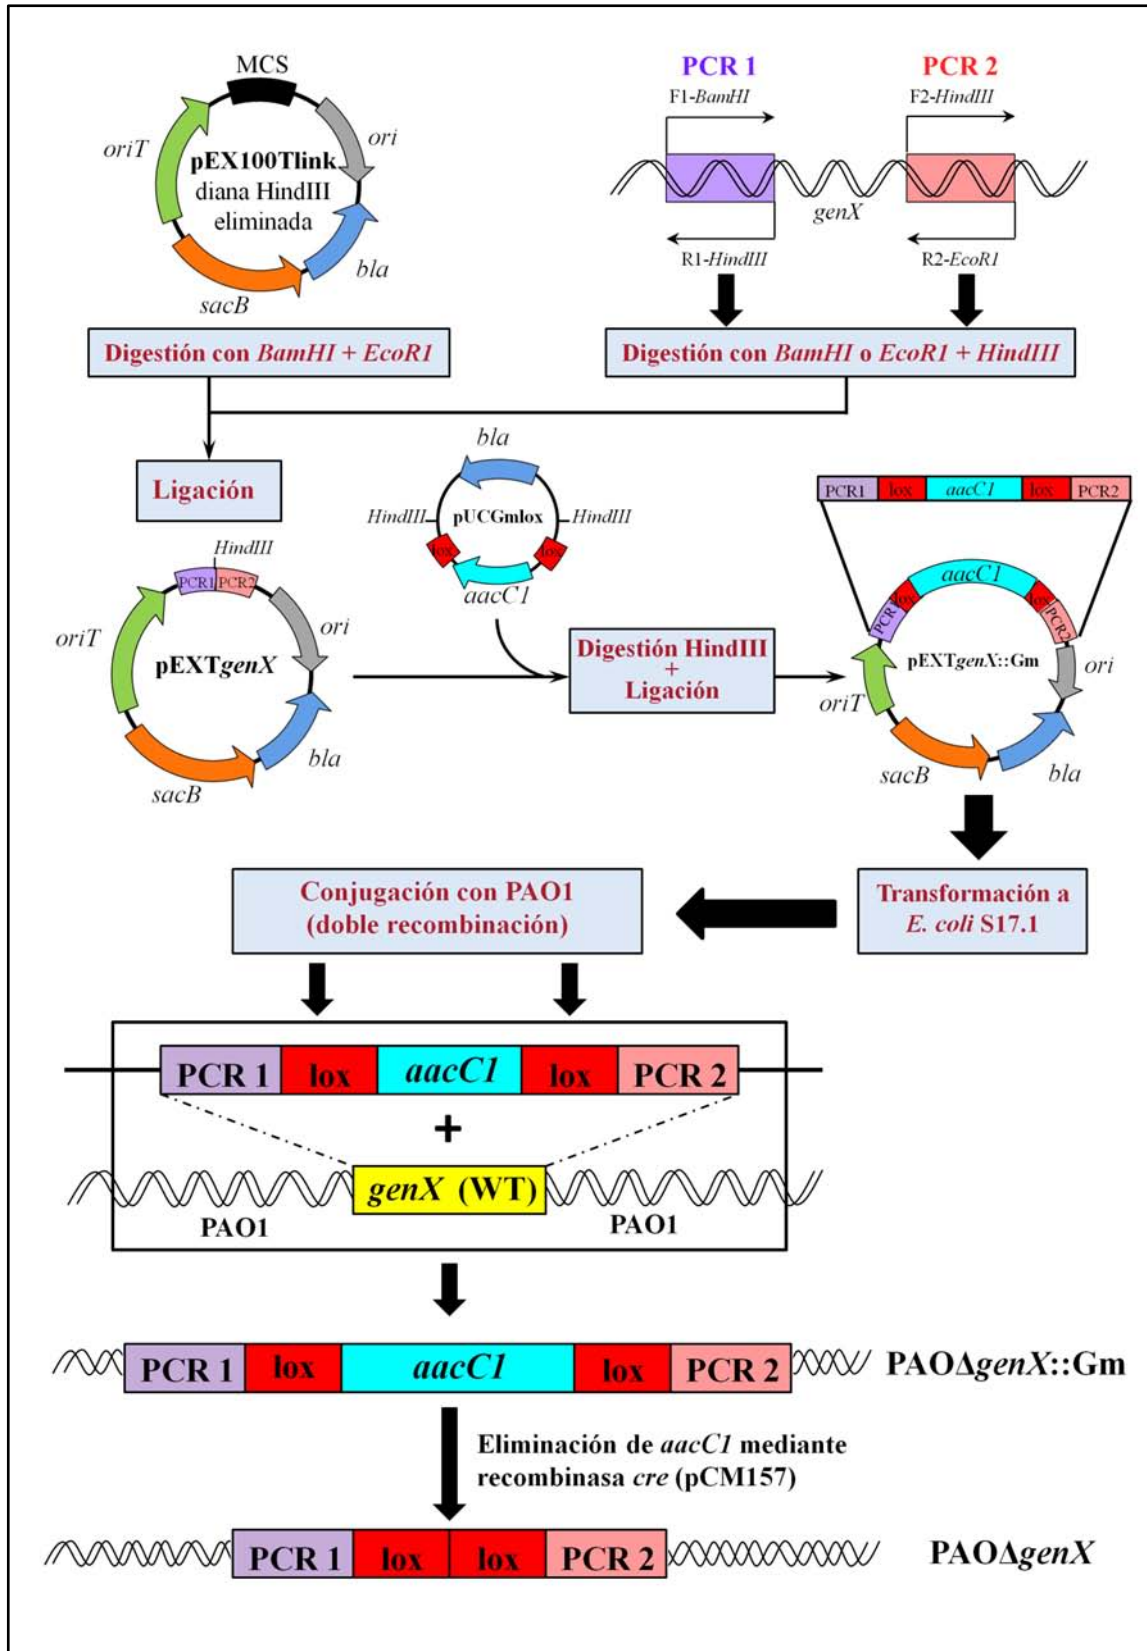 MCS
oriT
ori
pEX100Tlink
diana HindIII
eliminada
bla
sacB
PCR 1
PCR 2
F1-BamHI
F2-HindIII
genX
R1-HindIII
R2-EcoR1
Digestión con BamHI + EcoR1
Digestión con BamHI o EcoR1 + HindIII
Ligación
bla
HindIII
pUCGmlox
HindIII
lox
lox
aacC1
HindIII
PCR1
PCR2
oriT
ori
pEXTgenX
bla
sacB
Digestión HindIII
+
Ligación
PCR1
lox
aacC1
lox
PCR2
aacC1
lox
lox
PCR1
PCR2
pEXTgenX::Gm
ori
oriT
sacB
bla
Conjugación con PAO1
(doble recombinación)
Transformación a
E. coli S17.1
PCR 1
lox
aacC1
lox
PCR 2
+
genX (WT)
PAO1
PAO1
PCR 1
lox
aacC1
lox
PCR 2
PAOΔgenX::Gm
Eliminación de aacC1 mediante
recombinasa cre (pCM157)
PCR 1
lox
lox
PCR 2
PAOΔgenX